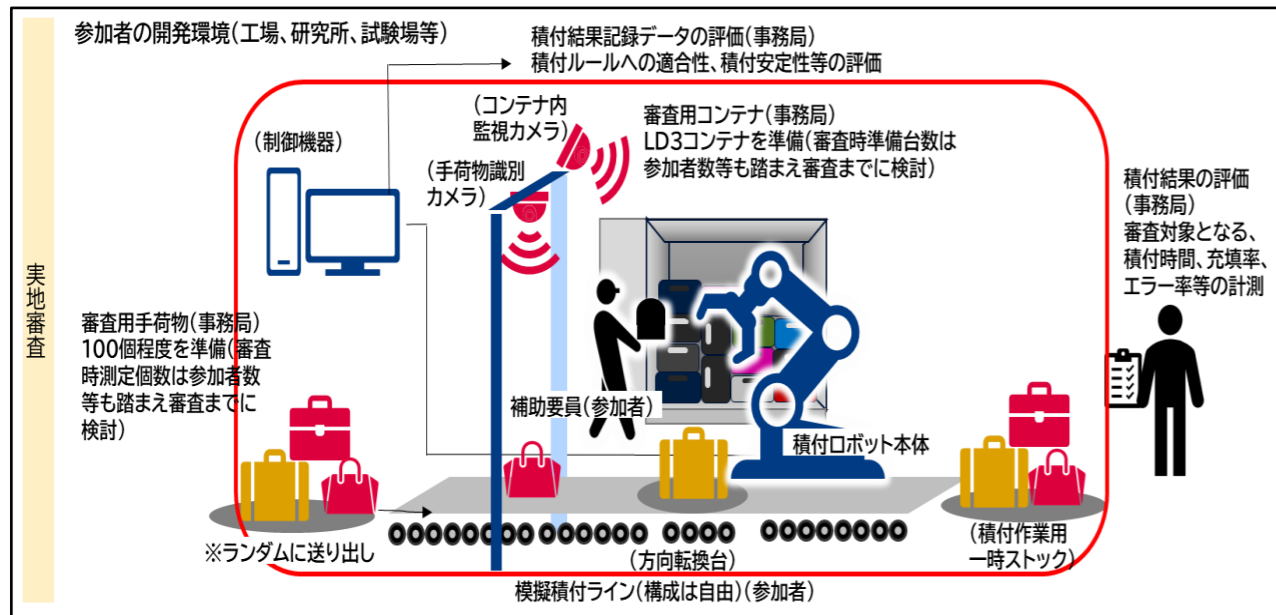 参加者の開発環境(工場、研究所、試験場等)
積付結果記録データの評価(事務局)
積付ルールへの適合性、積付安定性等の評価
実地審査
(制御機器)
(コンテナ内
監視カメラ)
(手荷物識別
カメラ)
審査用コンテナ(事務局)
LD3コンテナを準備(審査時準備台数は
参加者数等も踏まえ審査までに検討)
積付結果の評価
(事務局)
審査対象となる、
積付時間、充填率、
エラー率等の計測
審査用手荷物(事務局)
100個程度を準備(審査
時測定個数は参加者数
等も踏まえ審査までに
検討)
補助要員(参加者)
積付ロボット本体
※ランダムに送り出し
(方向転換台)
(積付作業用
一時ストック)
模擬積付ライン(構成は自由)(参加者)